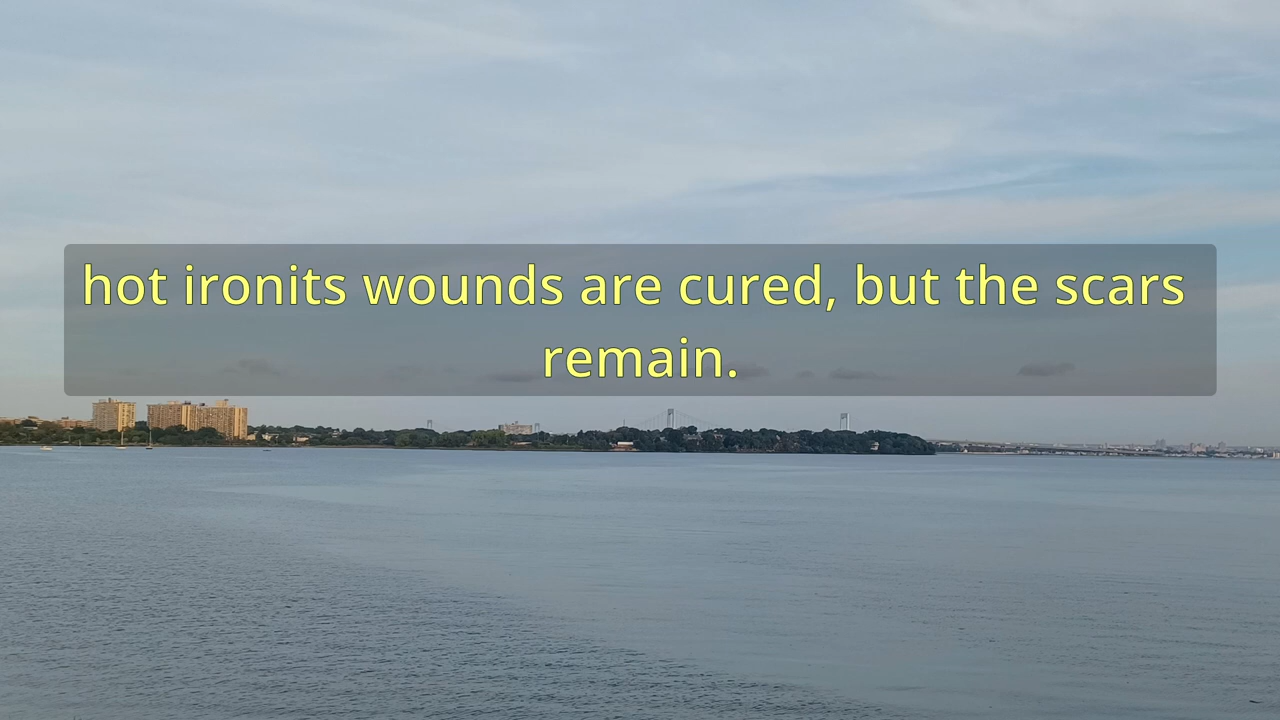 hot ironits wounds are cured, but the scars
remain.